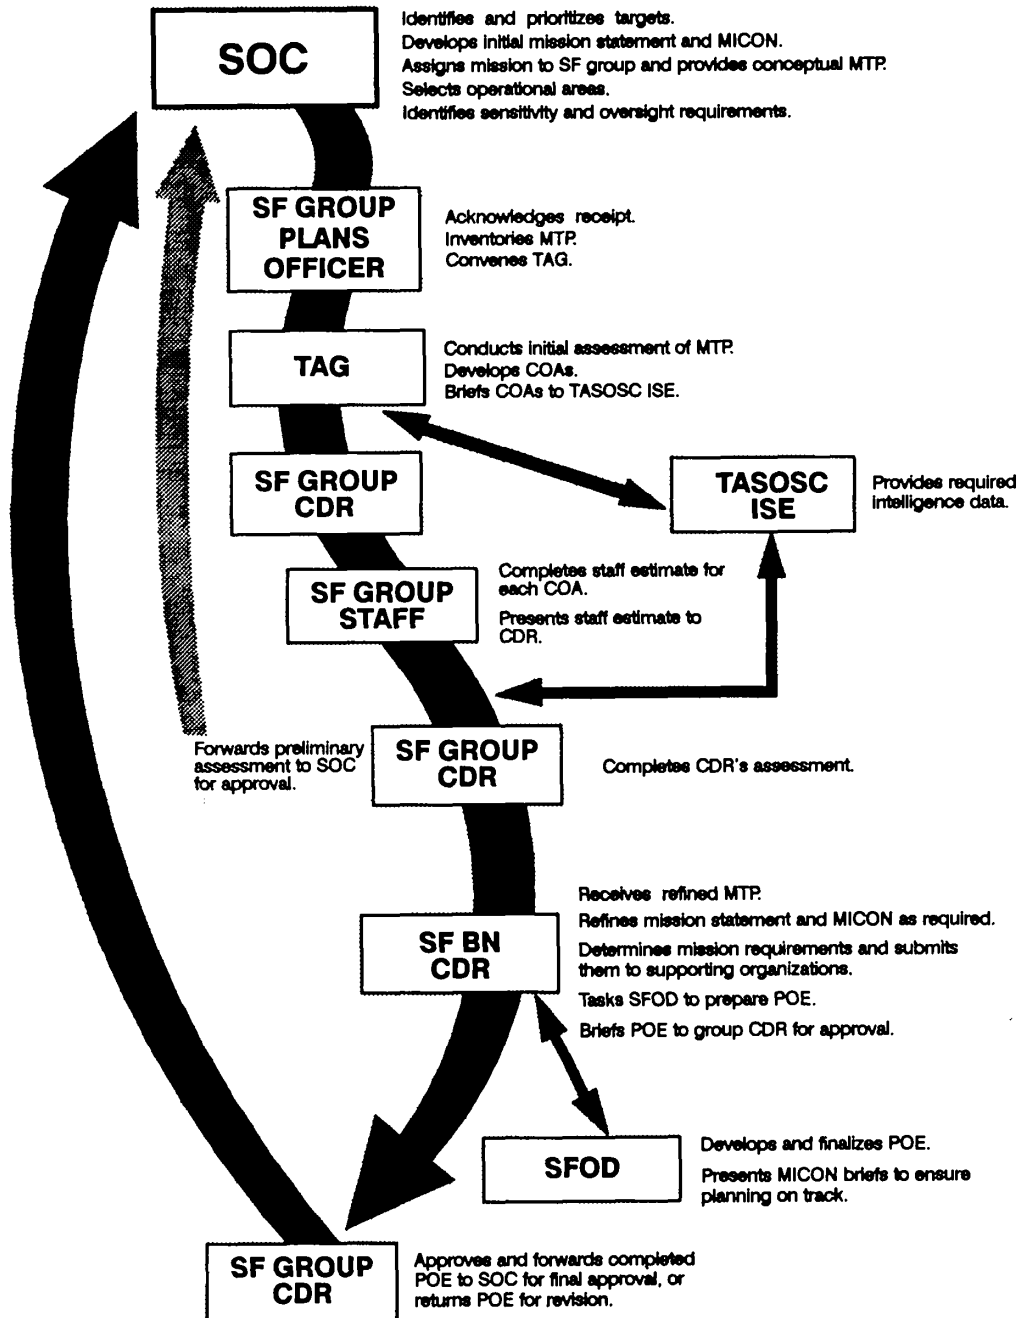 SOC
Identifies and prioritizes targets.
Develops initial mission statement and MICON.
Assigns mission to SF group and provides conceptual MTP.
Selects operational areas.
Identifies sensitivity and oversight requirements.
SF GROUP
PLANS
OFFICER
Acknowledges receipt.
Inventories MTP.
Convenes TAG.
TAG
Conducts initial assessment of MTP.
Develops COAs.
Briefs COAs to TASOSC ISE.
SF GROUP
CDR
TASOSC
ISE
Provides required
intelligence data.
SF GROUP
STAFF
Completes staff estimate for
each COA.
Presents staff estimate to
CDR.
Forwards preliminary
assessment to SOC
for approval.
SF GROUP
CDR
Completes CDR's assessment.
SF BN
CDR
Receives refined MTP.
Refines mission statement and MICON as required.
Determines mission requirements and submits
them to supporting organizations.
Tasks SFOD to prepare POE.
Briefs POE to group CDR for approval.
SFOD
Develops and finalizes POE.
Presents MICON briefs to ensure
planning on track.
SF GROUP
CDR
Approves and forwards completed
POE to SOC for final approval, or
returns POE for revision.